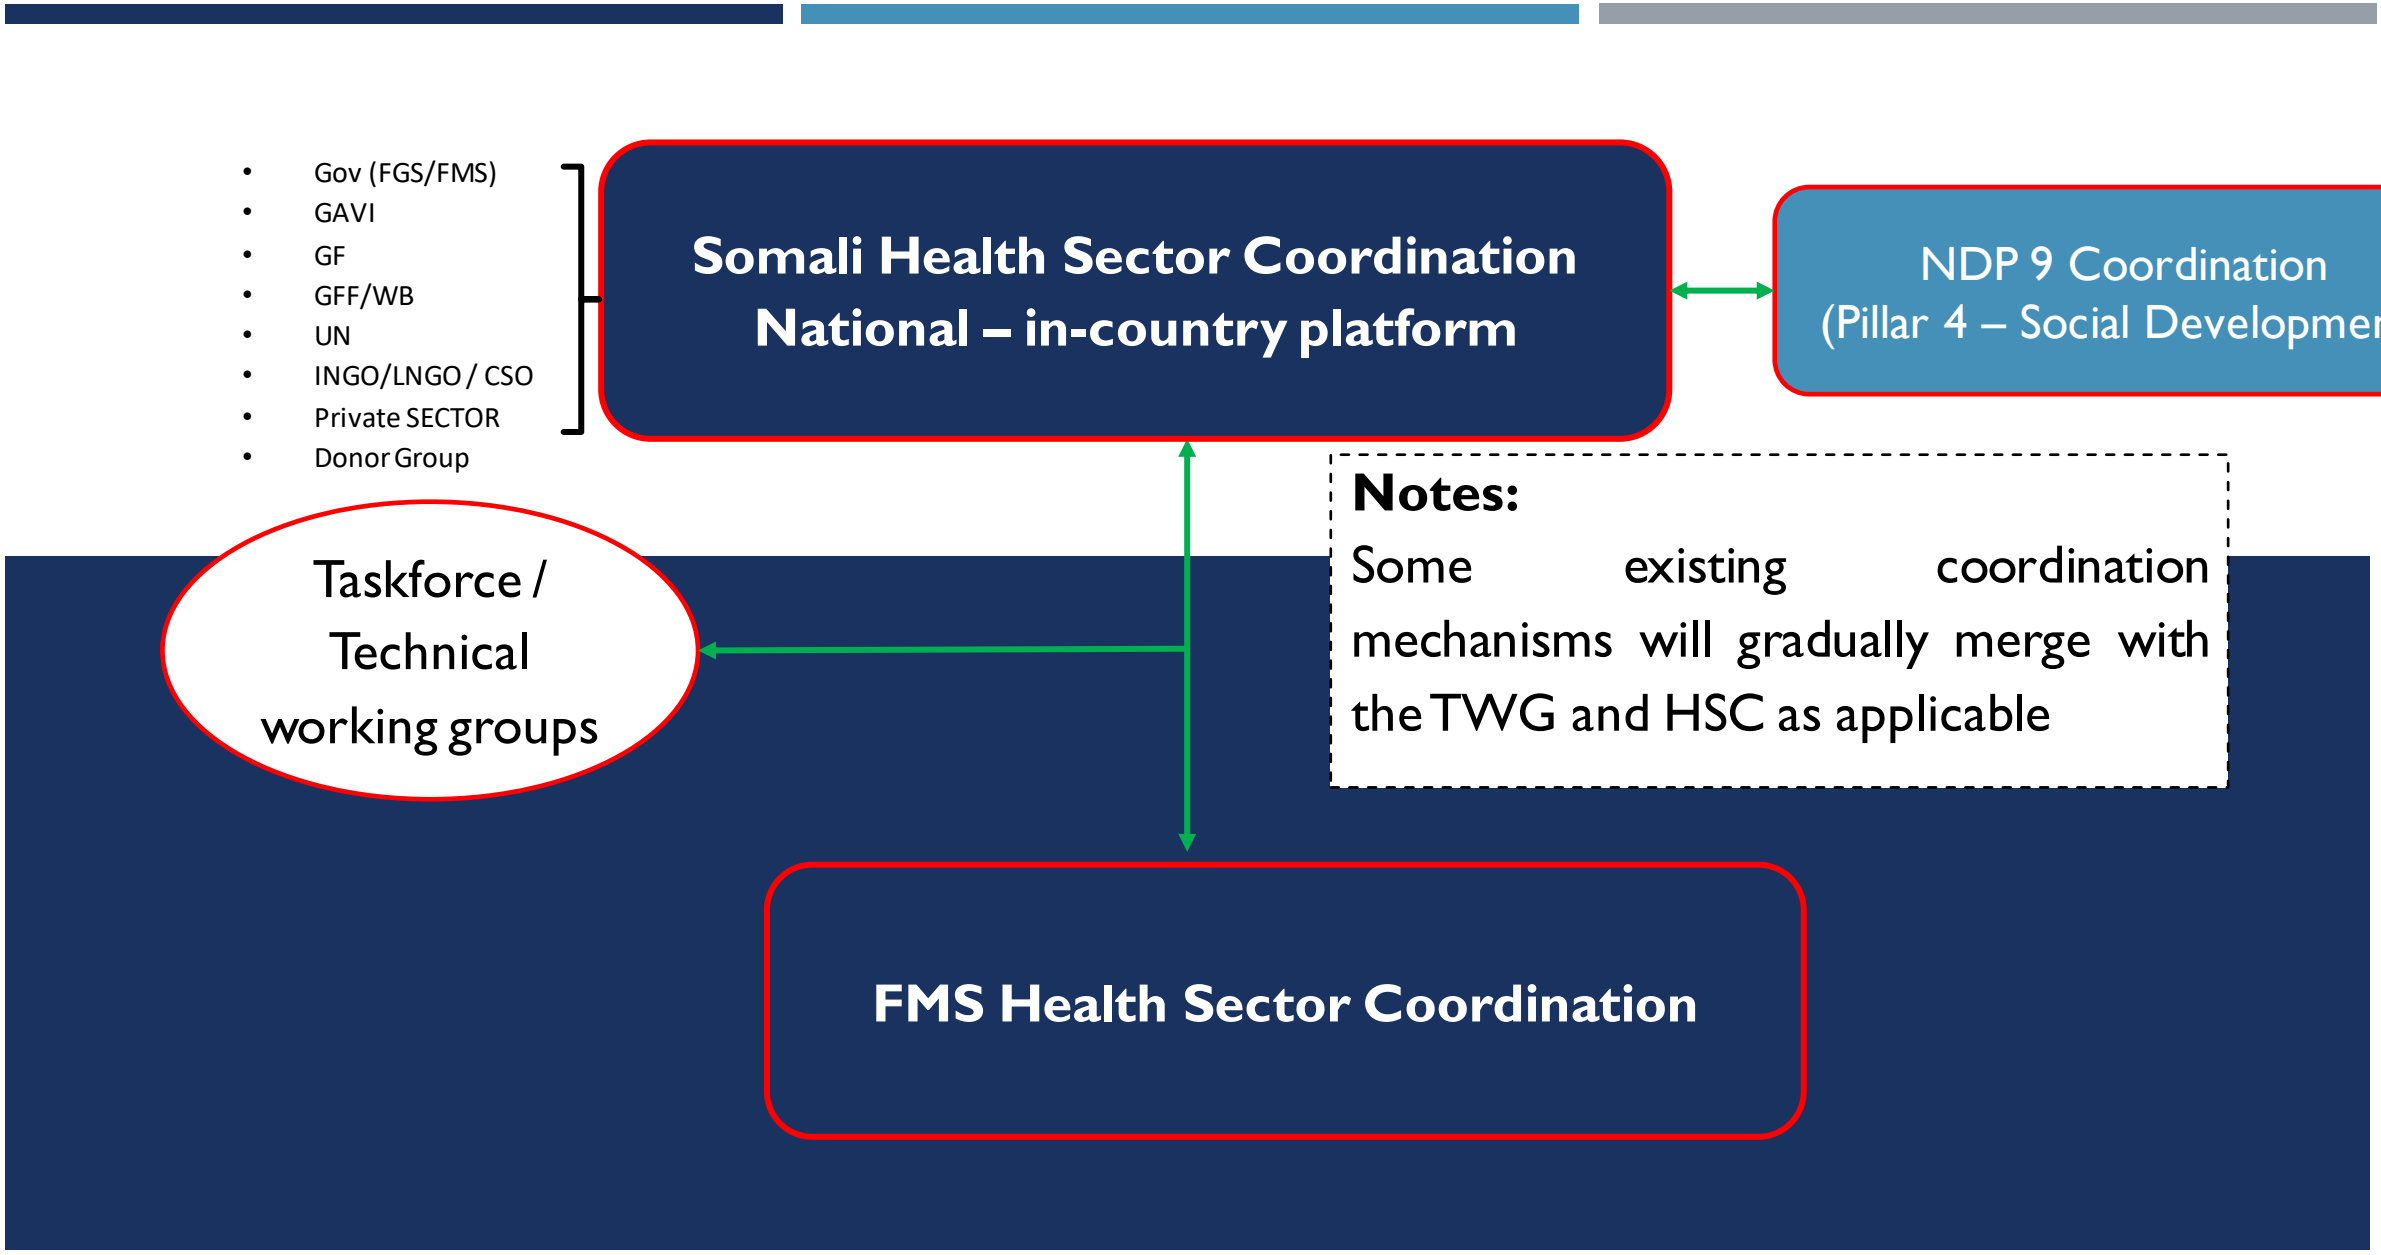 • Gov (FGS/FMS)
• GAVI
• GF
• GFF/WB
• UN
• INGO/LNGO / CSO
• Private SECTOR
• Donor Group
Somali Health Sector Coordination
National – in-country platform
NDP 9 Coordination
(Pillar 4 – Social Developmen
Notes:
Some existing coordination
mechanisms will gradually merge with
the TWG and HSC as applicable
Taskforce /
Technical
working groups
FMS Health Sector Coordination